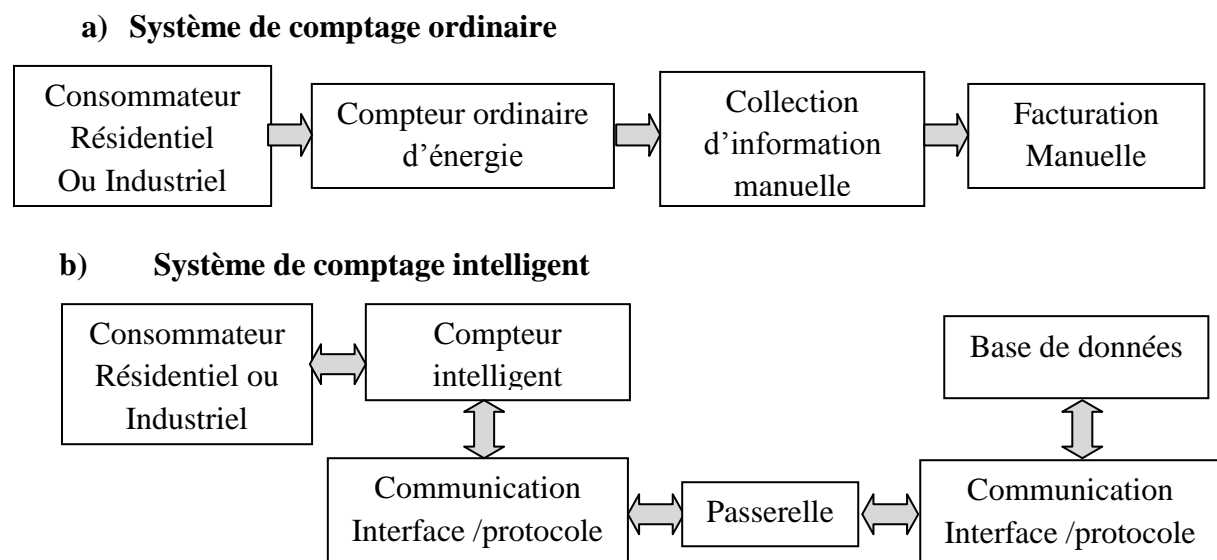 a) Système de comptage ordinaire
Consommateur
Résidentiel
Ou Industriel
Compteur ordinaire
d’énergie
Collection
d’information
manuelle
Facturation
Manuelle
b) Système de comptage intelligent
Consommateur
Résidentiel ou
Industriel
Compteur
intelligent
Communication
Interface /protocole
Passerelle
Base de données
Communication
Interface /protocole